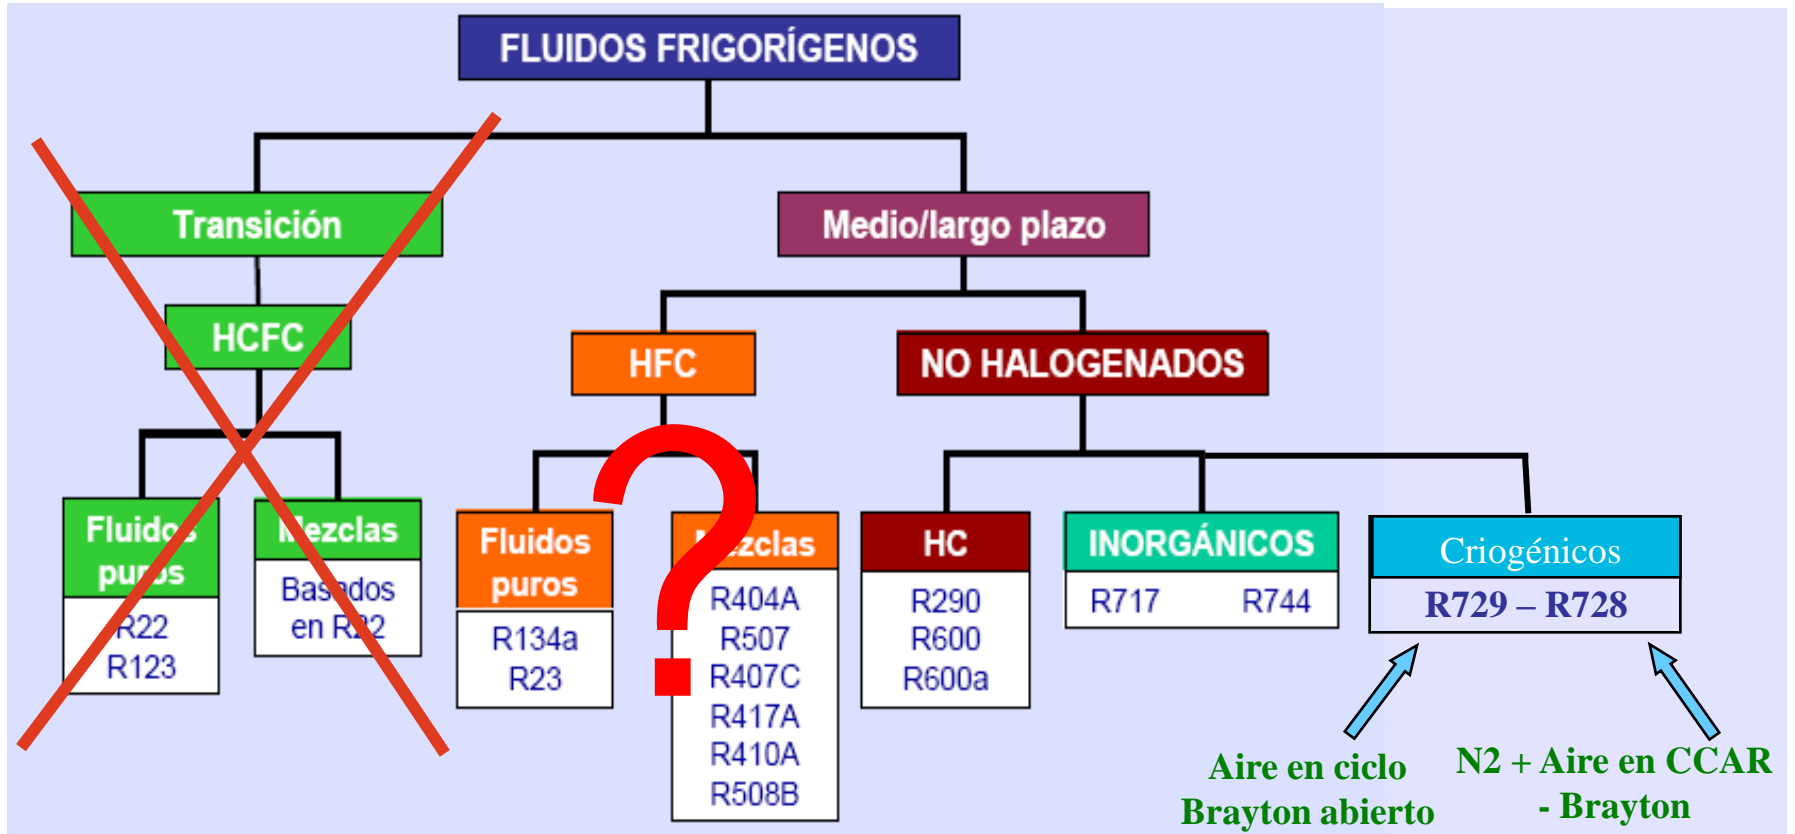 FLUIDOS FRIGORÍGENOS
Transición
Medio/largo plazo
HCFC
HFC
NO HALOGENADOS
Fluidos
puros
R22
R123
Mezclas
Basados
en R22
Fluidos
puros
R134a
R23
Mezclas
R404A
R507
R407C
R417A
R410A
R508B
?
HC
R290
R600
R600a
INORGÁNICOS
R717 R744
Criogénicos
R729 – R728
Aire en ciclo
Brayton abierto
N2 + Aire en CCAR
- Brayton